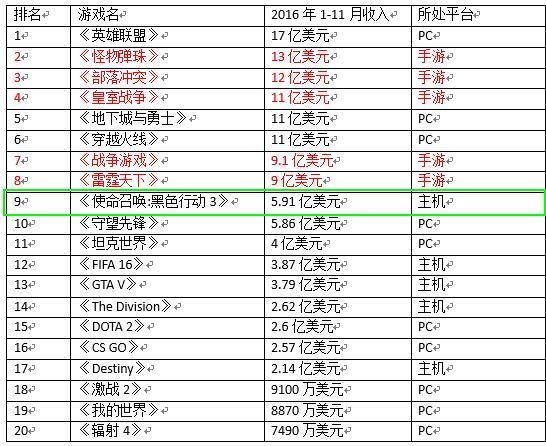 排名 游戏名 2016 年 1-11 月收入 所处平台
1 《英雄联盟》 17 亿美元 PC
2 《怪物弹珠》 13 亿美元 手游
3 《部落冲突》 12 亿美元 手游
4 《皇室战争》 11 亿美元 手游
5 《地下城与勇士》 11 亿美元 PC
6 《穿越火线》 11 亿美元 PC
7 《战争游戏》 9.1 亿美元 手游
8 《雷霆天下》 9 亿美元 手游
9 《使命召唤:黑色行动 3》 5.91 亿美元 主机
10 《守望先锋》 5.86 亿美元 PC
11 《坦克世界》 4 亿美元 PC
12 《FIFA 16》 3.87 亿美元 主机
13 《GTA V》 3.79 亿美元 主机
14 《The Division》 2.62 亿美元 主机
15 《DOTA 2》 2.6 亿美元 PC
16 《CS GO》 2.57 亿美元 PC
17 《Destiny》 2.14 亿美元 主机
18 《激战 2》 9100 万美元 PC
19 《我的世界》 8870 万美元 PC
20 《辐射 4》 7490 万美元 PC